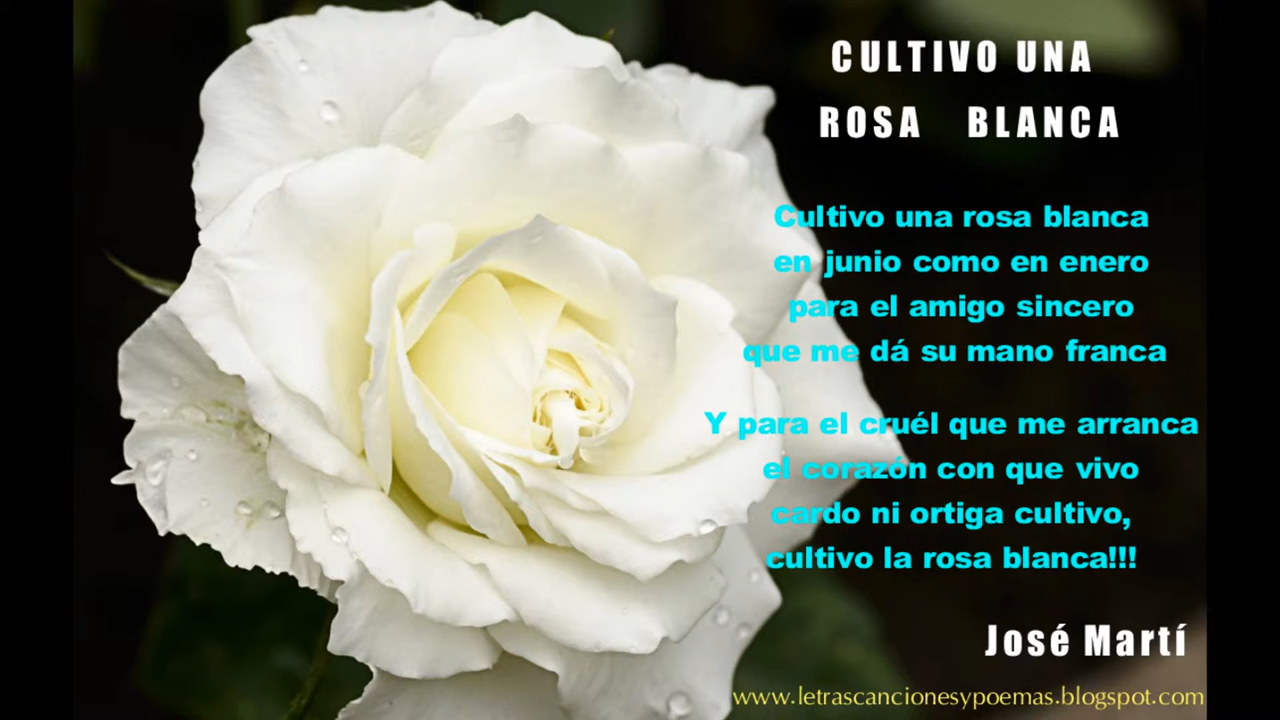 CULTIVO UNA
ROSA BLANCA
Cultivo una rosa blanca
en junio como en enero
para el amigo sincero
que me dá su mano franca
Y para el cruél que me arranca
el corazón con que vivo
cardo ni ortiga cultivo,
cultivo la rosa blanca!!!
José Martí
www.letrascancionesypoemas.blogspot.com